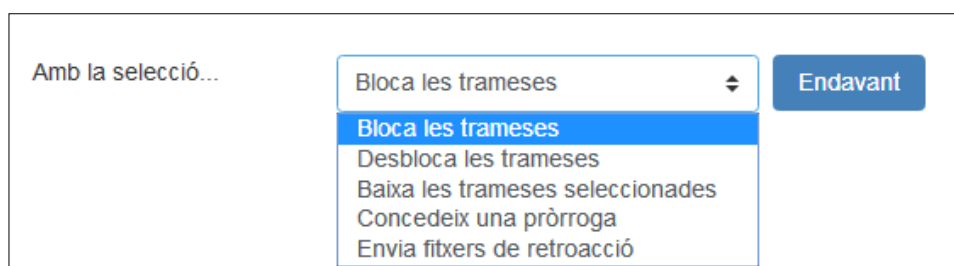 Amb la selecció...
Bloca les trameses
Endavant
Bloca les trameses
Desbloca les trameses
Baixa les trameses seleccionades
Concedeix una pròrroga
Envia fitxers de retroacció